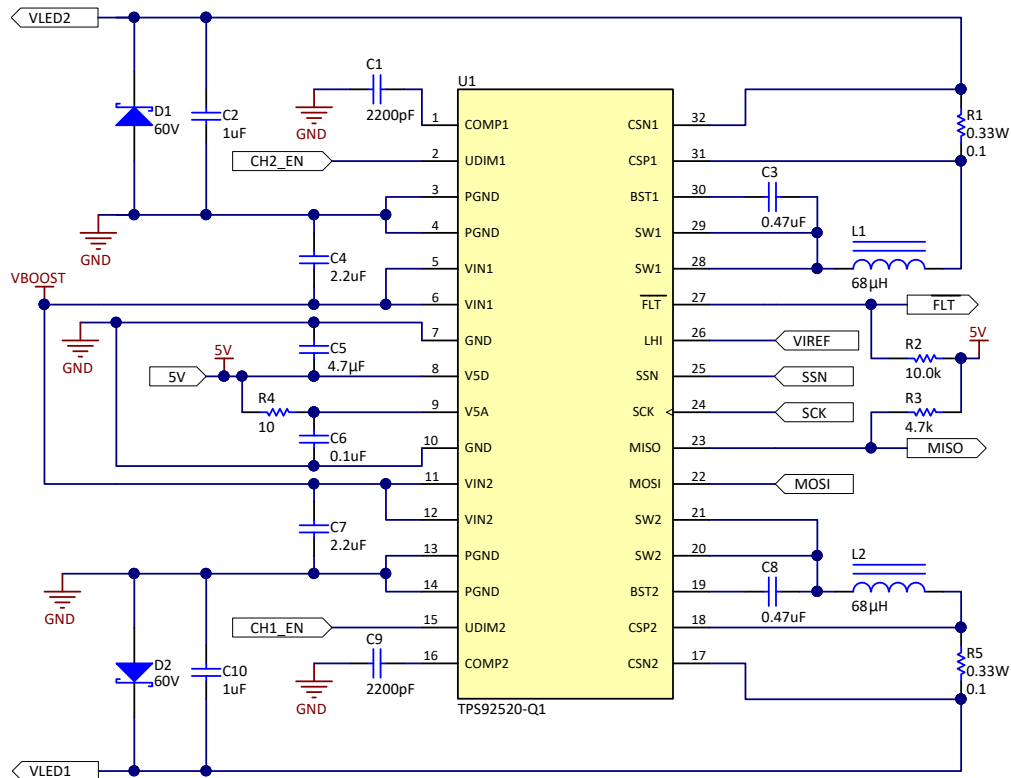 VLED2
C1
2200pF
GND
U1
D1
60V
C2
1uF
R1
0.33W
0.1
1 COMP1 CSN1 32
CH2_EN 2 UDIM1 CSP1 31
3 PGND BST1 30
C3
0.47uF
4 PGND SW1 29
GND
L1
68µH
5 VIN1 SW1 28
C4
2.2uF
VBOOST
6 VIN1 FLT 27 FLT
7 GND LHI 26 VIREF
GND
C5
4.7µF
5V
R2
10.0k
5V
5V 8 V5D SSN 25 SSN
R4
10
9 V5A SCK 24 SCK
R3
4.7k
C6
0.1uF
10 GND MISO 23 MISO
11 VIN2 MOSI 22 MOSI
12 VIN2 SW2 21
C7
2.2uF
13 PGND SW2 20
L2
68µH
14 PGND BST2 19
C8
0.47uF
GND
CH1_EN 15 UDIM2 CSP2 18
16 COMP2 CSN2 17
C9
2200pF
GND
D2
60V
C10
1uF
R5
0.33W
0.1
TPS92520-Q1
VLED1